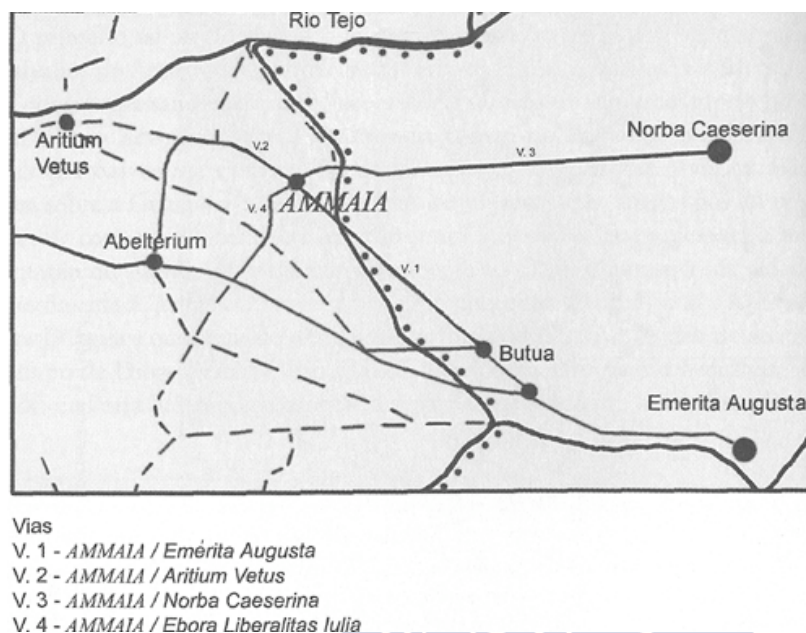 Rio Tejo
Norba Caeserina
Aritium
Vetus
V.2
V. 3
AMMAIA
V. 4
Abelterium
V. 1
Butua
Emerita Augusta
Vias
V. 1 - AMMAIA / Emérita Augusta
V. 2 - AMMAIA / Aritium Vetus
V. 3 - AMMAIA / Norba Caeserina
V. 4 - AMMAIA / Ebora Liberalitas Iulia